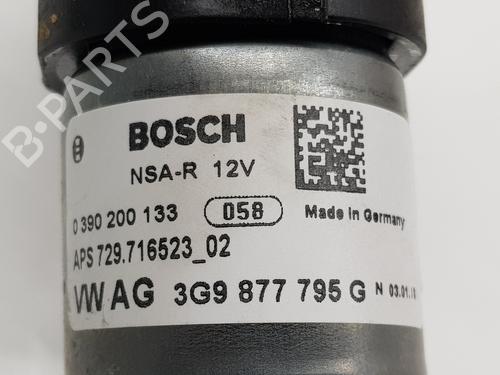 B-PARTS
BOSCH
NSA-R 12V
0 390 200 133 058 Made in Germany
APS 729.716523_02
VW AG 3G9 877 795 G N